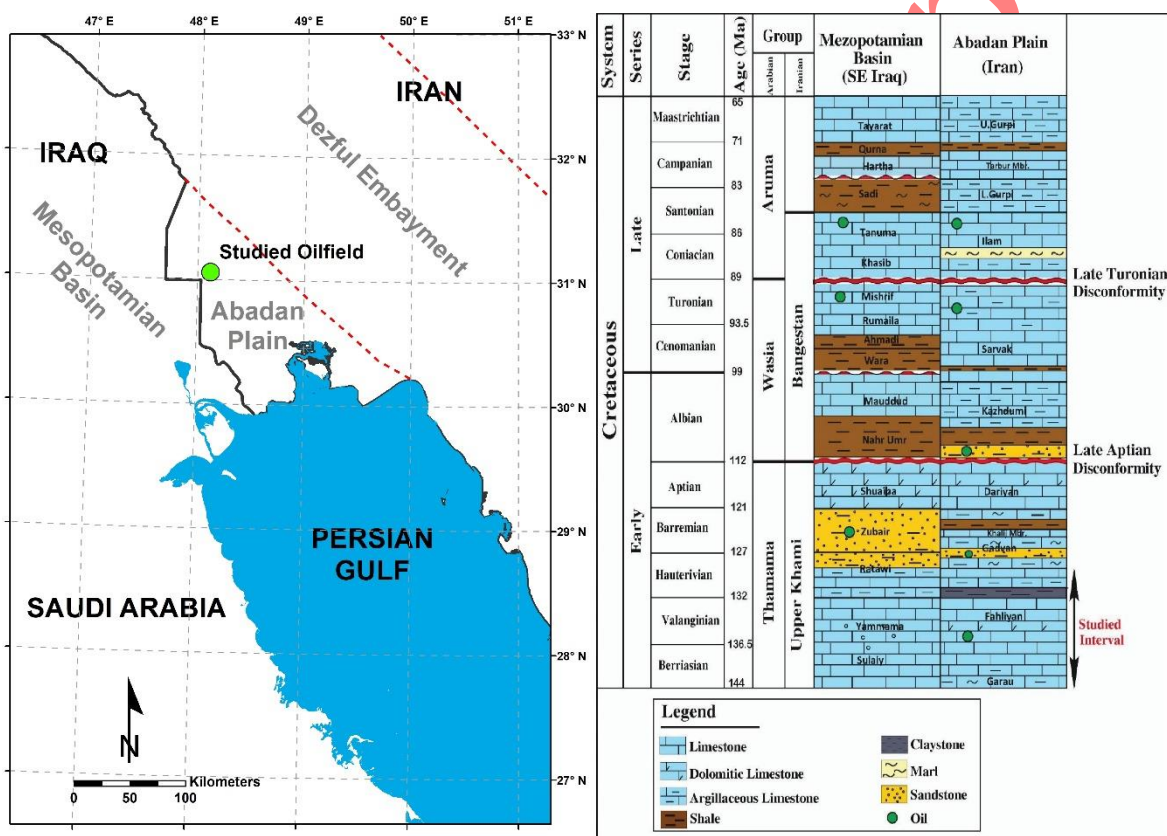 47° E
48° E
49° E
50° E
51° E
33° N
32° N
31° N
30° N
29° N
28° N
27° N
IRAN
IRAQ
Dezful Embayment
Mesopotamian
Basin
Studied Oilfield
Abadan
Plain
PERSIAN
GULF
SAUDI ARABIA
N
Kilometers
0 50 100
System
Series
Stage
Age (Ma)
Group
Arabian
Iranian
Mezopotamian
Basin
(SE Iraq)
Abadan Plain
(Iran)
Cretaceous
Late
Early
Maastrichtian
Campanian
Santonian
Coniacian
Turonian
Cenomanian
Albian
Aptian
Barremian
Hauterivian
Valanginian
Berriasian
65
71
83
86
89
93.5
99
112
121
127
132
136.5
144
Aruma
Wasia
Thamama
Bangestan
Upper Khami
Tayarat
Qurna
Hartha
Sadi
Tanuma
Khasib
Mishrif
Rumaila
Ahmadi
Wara
Mauddud
Nahr Umr
Shuaiba
Zubair
Ratawi
Yammama
Sulaiy
U.Gurpi
Tarbur Mbr.
L.Gurpi
Ilam
Sarvak
Kazhdumi
Dariyan
Gadvan
Fahliyan
Garau
Late Turonian
Disconformity
Late Aptian
Disconformity
Studied
Interval
Legend
Limestone
Dolomitic Limestone
Argillaceous Limestone
Shale
Claystone
Marl
Sandstone
Oil